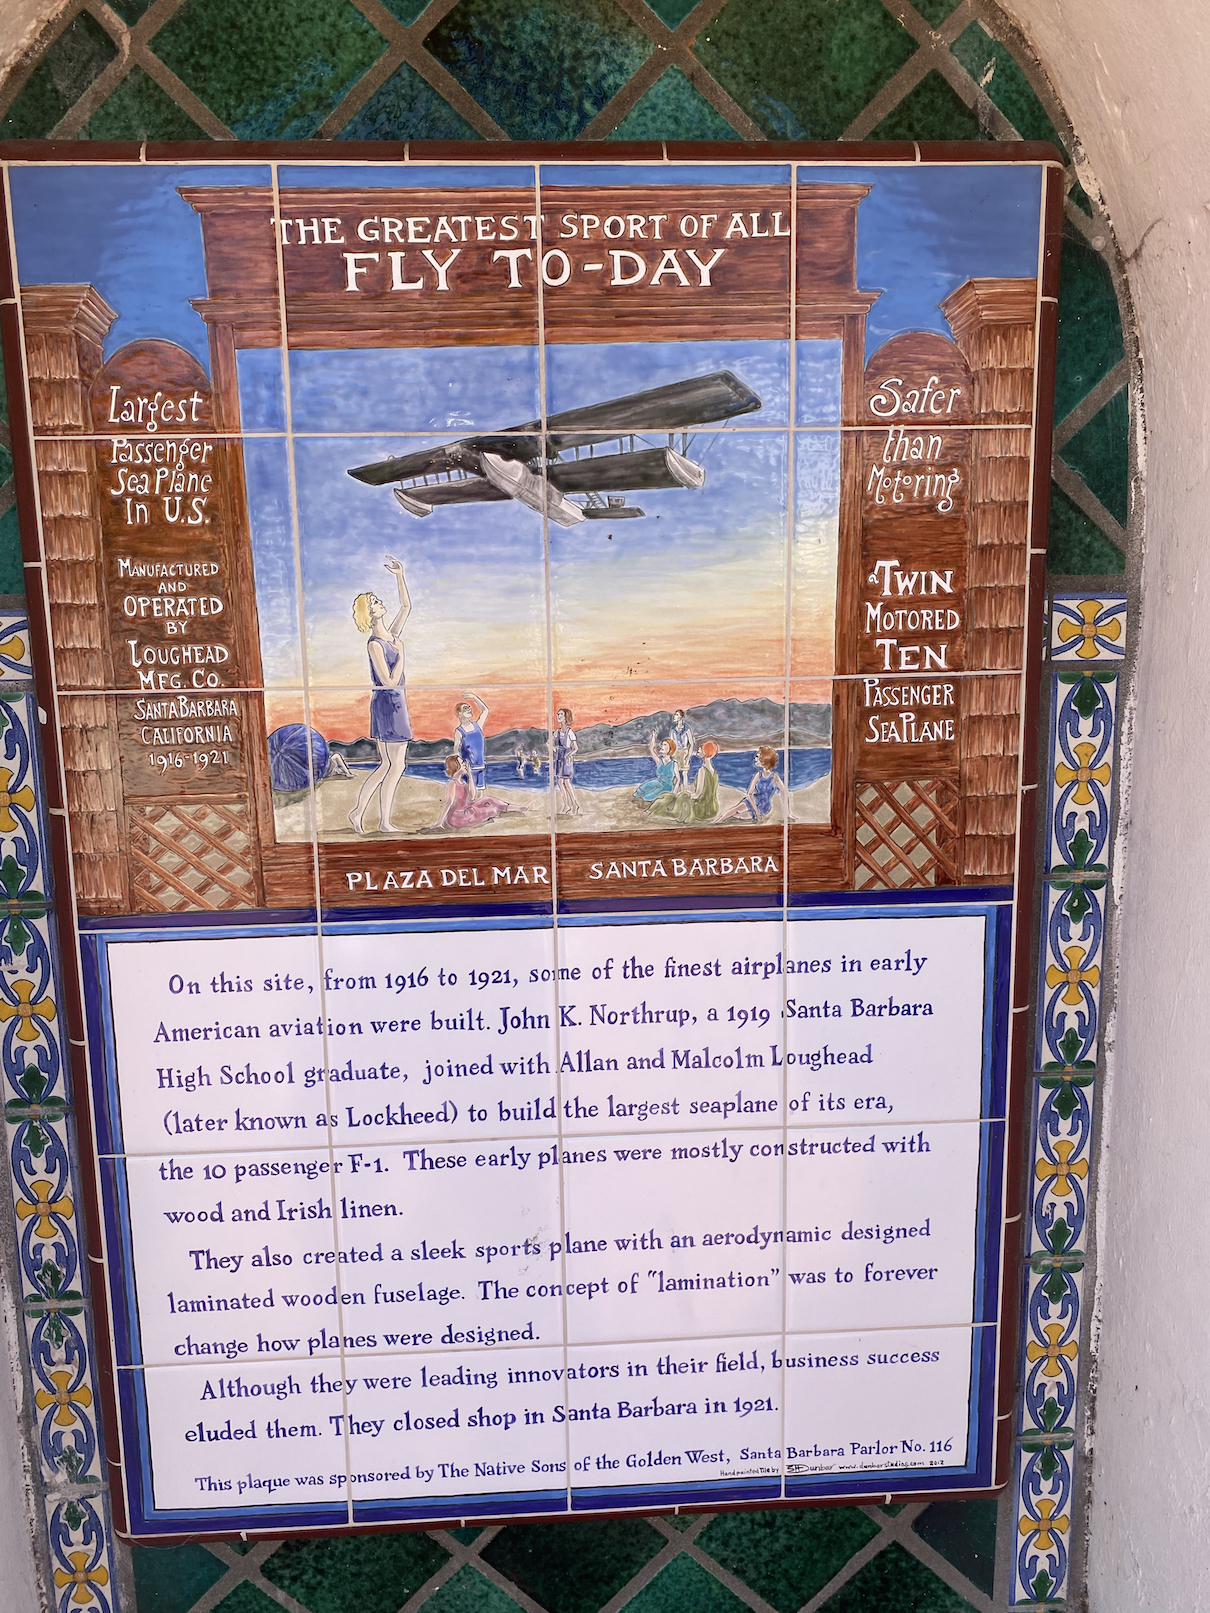 THE GREATEST SPORT OF ALL
FLY TO-DAY
Largest
Passenger
Sea Plane
In U.S.
MANUFACTURED
AND
OPERATED
BY
LOUGHEAD
MFG. CO.
SANTA BARBARA
CALIFORNIA
1916-1921
Safer
than
Motoring
a TWIN
MOTORED
TEN
PASSENGER
SEAPLANE
PLAZA DEL MAR SANTA BARBARA
On this site, from 1916 to 1921, some of the finest airplanes in early
American aviation were built. John K. Northrup, a 1919 Santa Barbara
High School graduate, joined with Allan and Malcolm Loughead
(later known as Lockheed) to build the largest seaplane of its era,
the 10 passenger F-1. These early planes were mostly constructed with
wood and Irish linen.
They also created a sleek sports plane with an aerodynamic designed
laminated wooden fuselage. The concept of "lamination" was to forever
change how planes were designed.
Although they were leading innovators in their field, business success
eluded them. They closed shop in Santa Barbara in 1921.
This plaque was sponsored by The Native Sons of the Golden West, Santa Barbara Parlor No. 116
Handpainted Tile by Dunbar www.dunbarstudios.com 2012